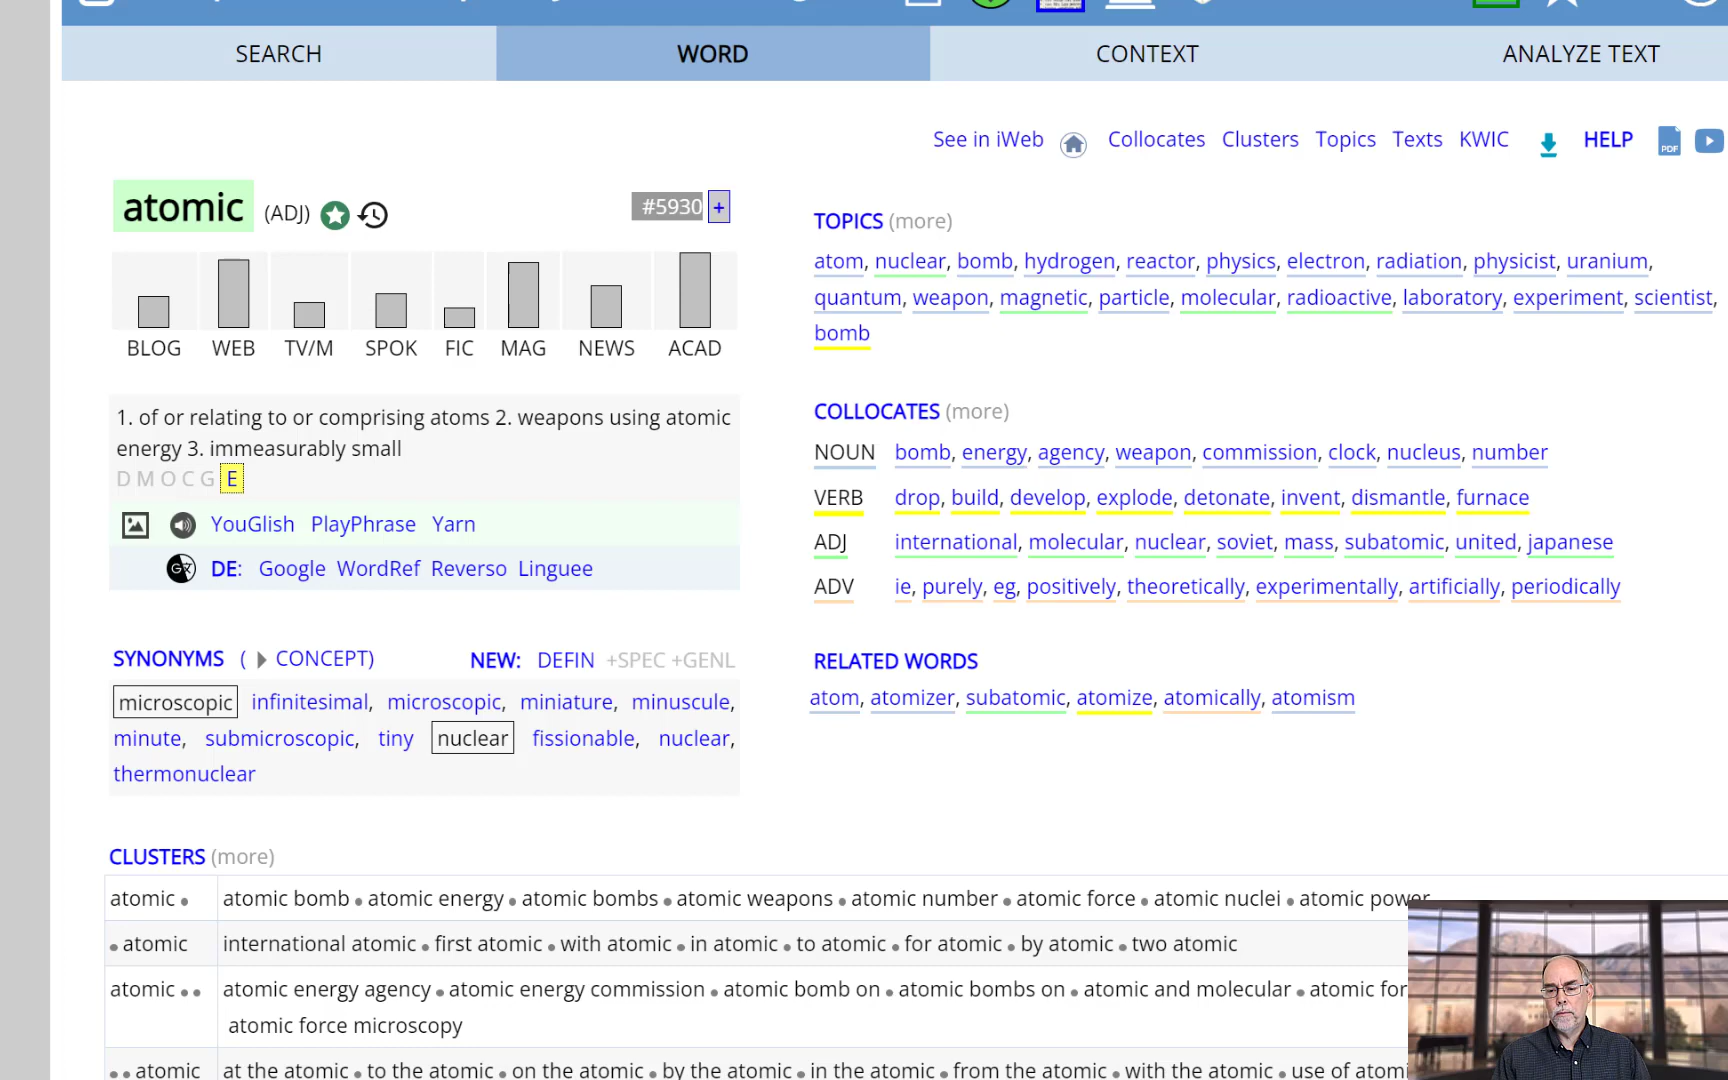 SEARCH WORD CONTEXT ANALYZE TEXT
See in iWeb Collocates Clusters Topics Texts KWIC HELP PDF
atomic (ADJ) #5930 +
BLOG WEB TV/M SPOK FIC MAG NEWS ACAD
1. of or relating to or comprising atoms 2. weapons using atomic
energy 3. immeasurably small
D M O C G E
YouGlish PlayPhrase Yarn
DE: Google WordRef Reverso Linguee
SYNONYMS ( CONCEPT) NEW: DEFIN +SPEC +GENL
microscopic infinitesimal, microscopic, miniature, minuscule,
minute, submicroscopic, tiny nuclear fissionable, nuclear,
thermonuclear
TOPICS (more)
atom, nuclear, bomb, hydrogen, reactor, physics, electron, radiation, physicist, uranium,
quantum, weapon, magnetic, particle, molecular, radioactive, laboratory, experiment, scientist,
bomb
COLLOCATES (more)
NOUN bomb, energy, agency, weapon, commission, clock, nucleus, number
VERB drop, build, develop, explode, detonate, invent, dismantle, furnace
ADJ international, molecular, nuclear, soviet, mass, subatomic, united, japanese
ADV ie, purely, eg, positively, theoretically, experimentally, artificially, periodically
RELATED WORDS
atom, atomizer, subatomic, atomize, atomically, atomism
CLUSTERS (more)
atomic • atomic bomb • atomic energy • atomic bombs • atomic weapons • atomic number • atomic force • atomic nuclei • atomic power
• atomic international atomic • first atomic • with atomic • in atomic • to atomic • for atomic • by atomic • two atomic
atomic • • atomic energy agency • atomic energy commission • atomic bomb on • atomic bombs on • atomic and molecular • atomic for
atomic force microscopy
• • atomic at the atomic • to the atomic • on the atomic • by the atomic • in the atomic • from the atomic • with the atomic • use of atomi